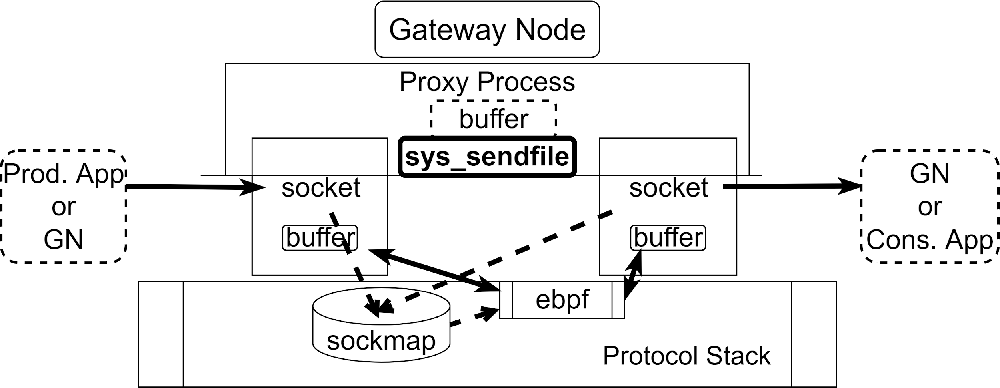 Gateway Node
Proxy Process
buffer
sys_sendfile
Prod. App
or
GN
socket
buffer
socket
buffer
GN
or
Cons. App
ebpf
sockmap
Protocol Stack